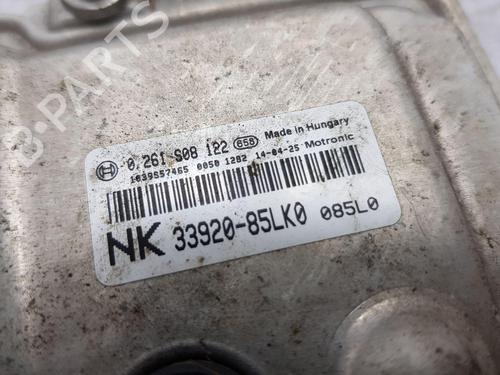 B-PARTS
0 261 S08 122 658 Made in Hungary
1039S57465 0050 1282 14-04-25 Motronic
NK 33920-85LK0 085L0